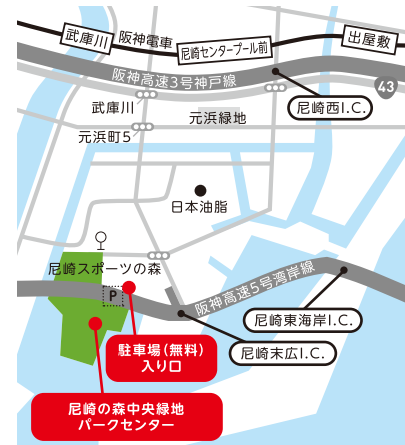 武庫川
阪神電車
尼崎センタープール前
出屋敷
阪神高速3号神戸線
43
武庫川
元浜緑地
尼崎西I.C.
元浜町5
日本油脂
尼崎スポーツの森
P
阪神高速5号湾岸線
尼崎東海岸I.C.
駐車場(無料)
入り口
尼崎末広I.C.
尼崎の森中央緑地
パークセンター